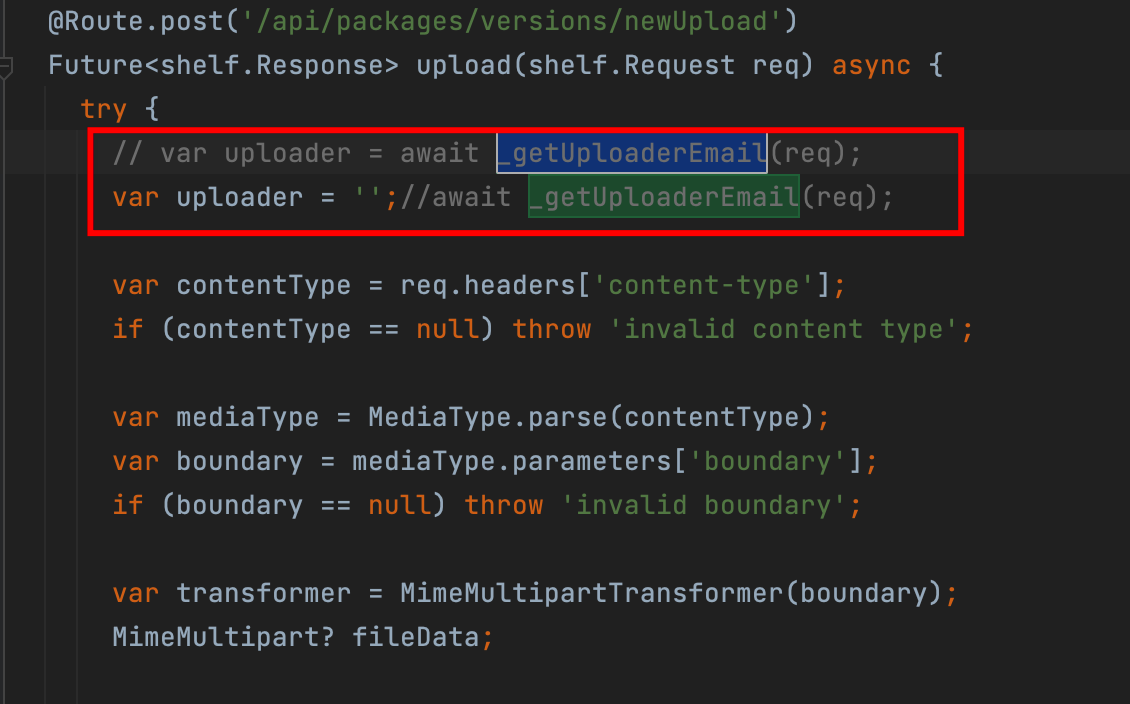 @Route.post('/api/packages/versions/newUpload')
Future<shelf.Response> upload(shelf.Request req) async {
try {
// var uploader = await _getUploaderEmail(req);
var uploader = '';//await _getUploaderEmail(req);
var contentType = req.headers['content-type'];
if (contentType == null) throw 'invalid content type';
var mediaType = MediaType.parse(contentType);
var boundary = mediaType.parameters['boundary'];
if (boundary == null) throw 'invalid boundary';
var transformer = MimeMultipartTransformer(boundary);
MimeMultipart? fileData;